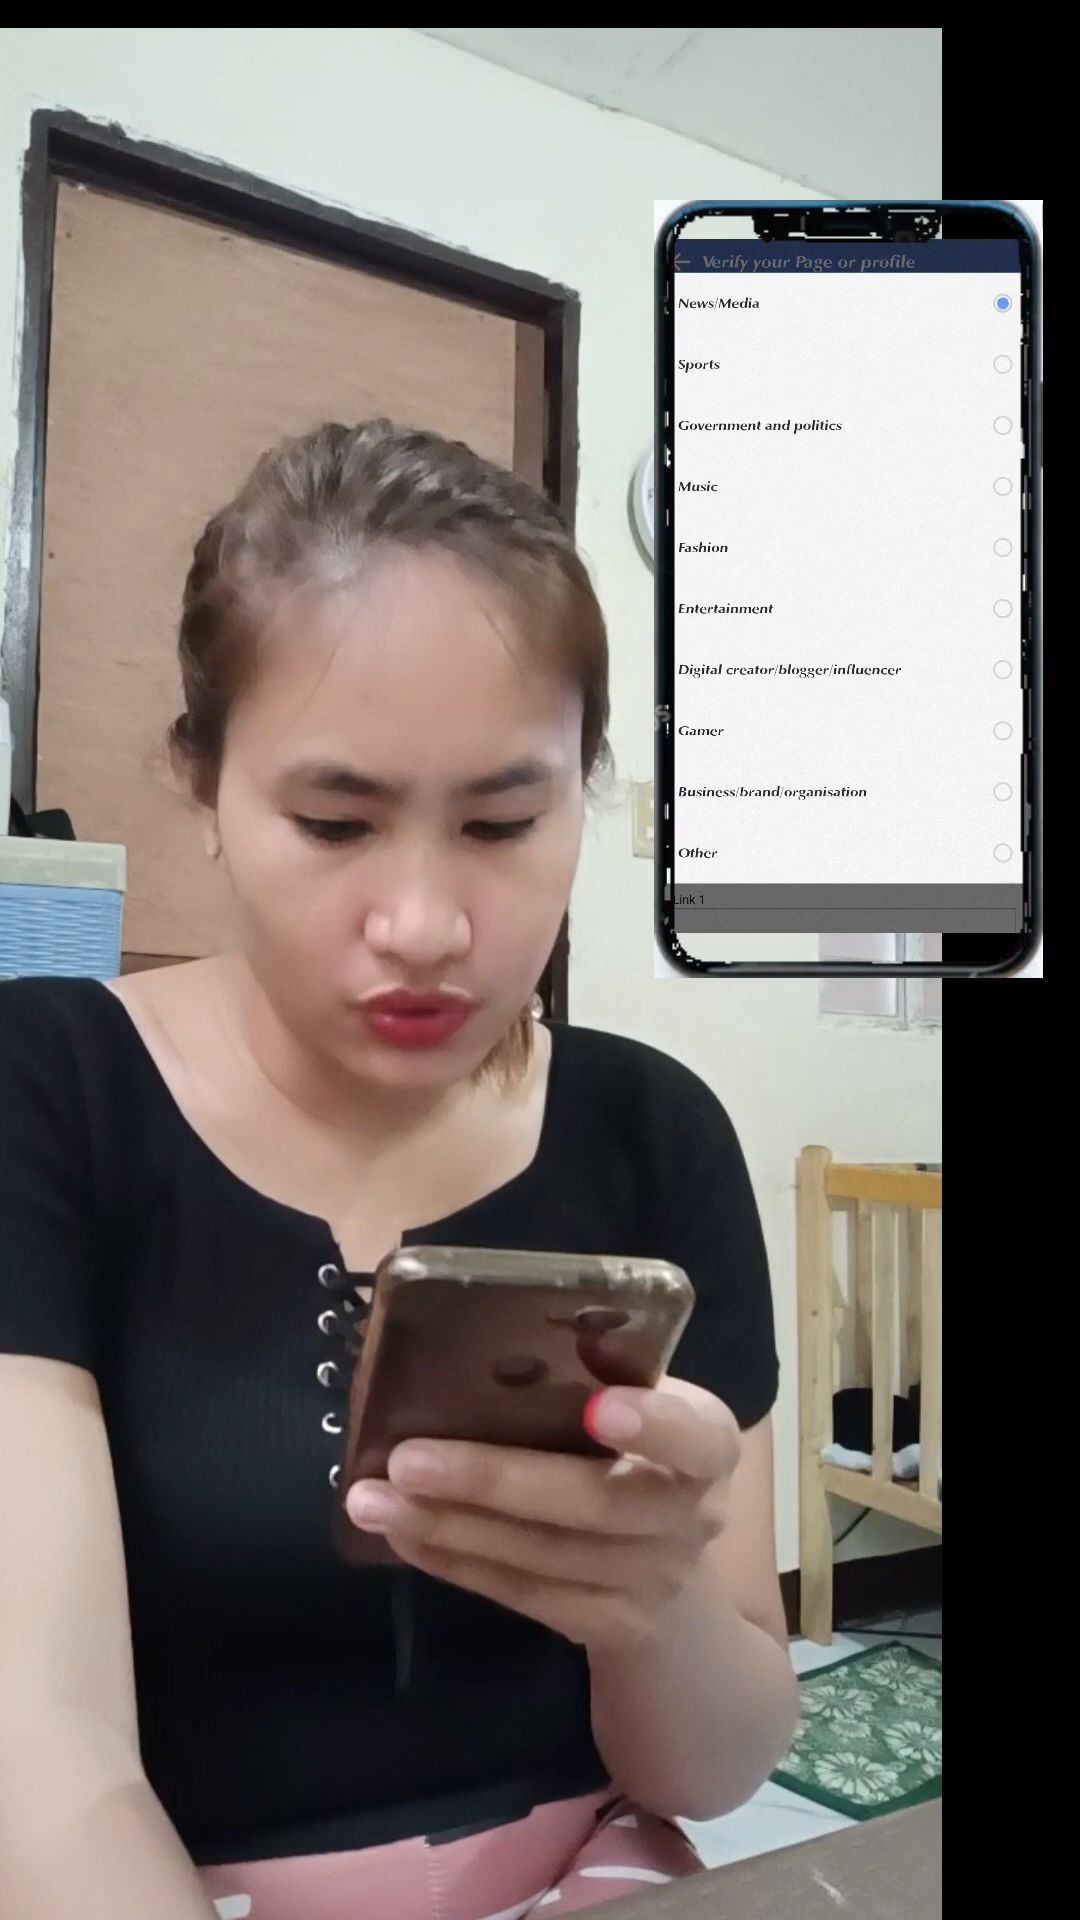 Verify your Page or profile
News/Media
Sports
Government and politics
Music
Fashion
Entertainment
Digital creator/blogger/influencer
Gamer
Business/brand/organisation
Other
Link 1